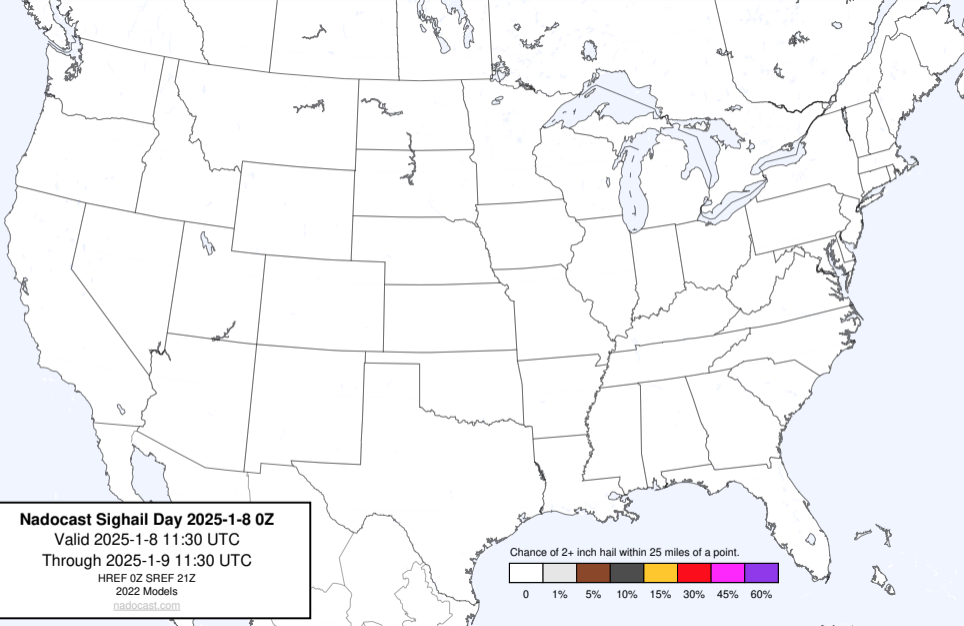 Nadocast Sighail Day 2025-1-8 0Z
Valid 2025-1-8 11:30 UTC
Through 2025-1-9 11:30 UTC
HREF 0Z SREF 21Z
2022 Models
nadocast.com
Chance of 2+ inch hail within 25 miles of a point.
0 1% 5% 10% 15% 30% 45% 60%